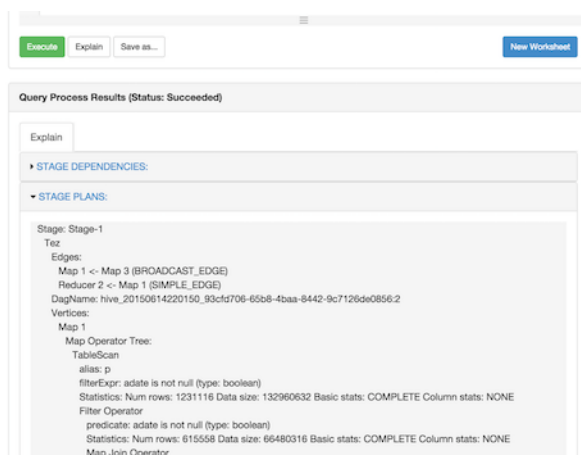 Execute Explain Save as... New Worksheet
Query Process Results (Status: Succeeded)
Explain
STAGE DEPENDENCIES:
STAGE PLANS:
Stage: Stage-1
Tez
Edges:
Map 1 <- Map 3 (BROADCAST_EDGE)
Reducer 2 <- Map 1 (SIMPLE_EDGE)
DagName: hive_20150614220150_93cfd706-65b8-4baa-8442-9c7126de0856:2
Vertices:
Map 1
Map Operator Tree:
TableScan
alias: p
filterExpr: adate is not null (type: boolean)
Statistics: Num rows: 1231116 Data size: 132960632 Basic stats: COMPLETE Column stats: NONE
Filter Operator
predicate: adate is not null (type: boolean)
Statistics: Num rows: 615558 Data size: 66480316 Basic stats: COMPLETE Column stats: NONE
Map Join Operator